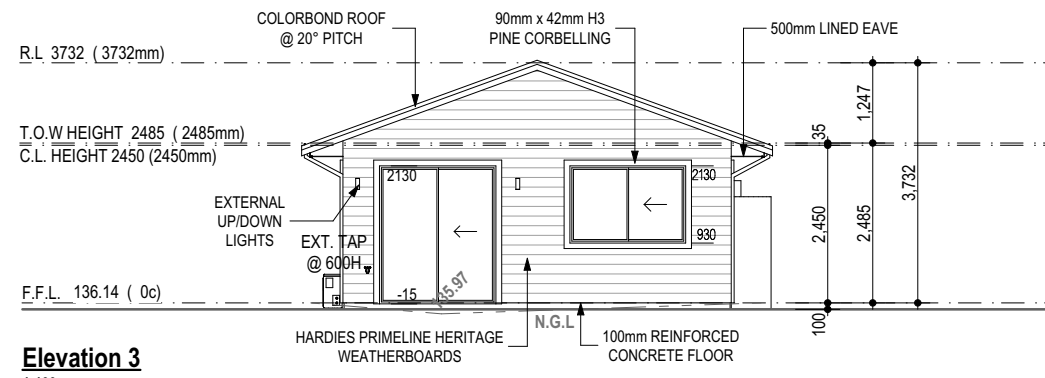 COLORBOND ROOF
@ 20° PITCH
90mm x 42mm H3
PINE CORBELLING
500mm LINED EAVE
R.L 3732 ( 3732mm)
1,247
T.O.W HEIGHT 2485 ( 2485mm)
35
C.L. HEIGHT 2450 (2450mm)
2130
2130
3,732
EXTERNAL
UP/DOWN
LIGHTS
2,450
2,485
EXT. TAP
@ 600H
930
135.97
F.F.L. 136.14 ( 0c)
-15
N.G.L
100
HARDIES PRIMELINE HERITAGE
WEATHERBOARDS
100mm REINFORCED
CONCRETE FLOOR
Elevation 3